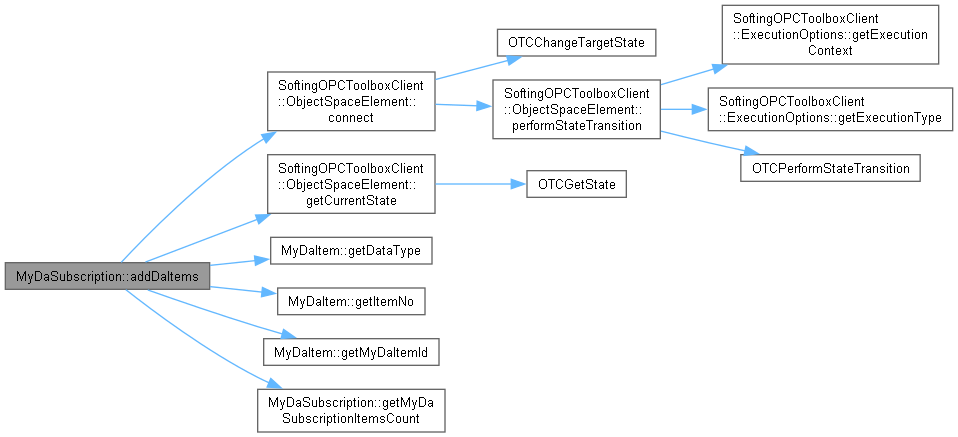 MyDaSubscription::addDaItems
SoftingOPCToolboxClient
::ObjectSpaceElement::
connect
OTCChangeTargetState
SoftingOPCToolboxClient
::ObjectSpaceElement::
performStateTransition
SoftingOPCToolboxClient
::ExecutionOptions::getExecution
Context
SoftingOPCToolboxClient
::ExecutionOptions::getExecutionType
OTCPerformStateTransition
SoftingOPCToolboxClient
::ObjectSpaceElement::
getCurrentState
OTCGetState
MyDaItem::getDataType
MyDaItem::getItemNo
MyDaItem::getMyDaItemId
MyDaSubscription::getMyDa
SubscriptionItemsCount